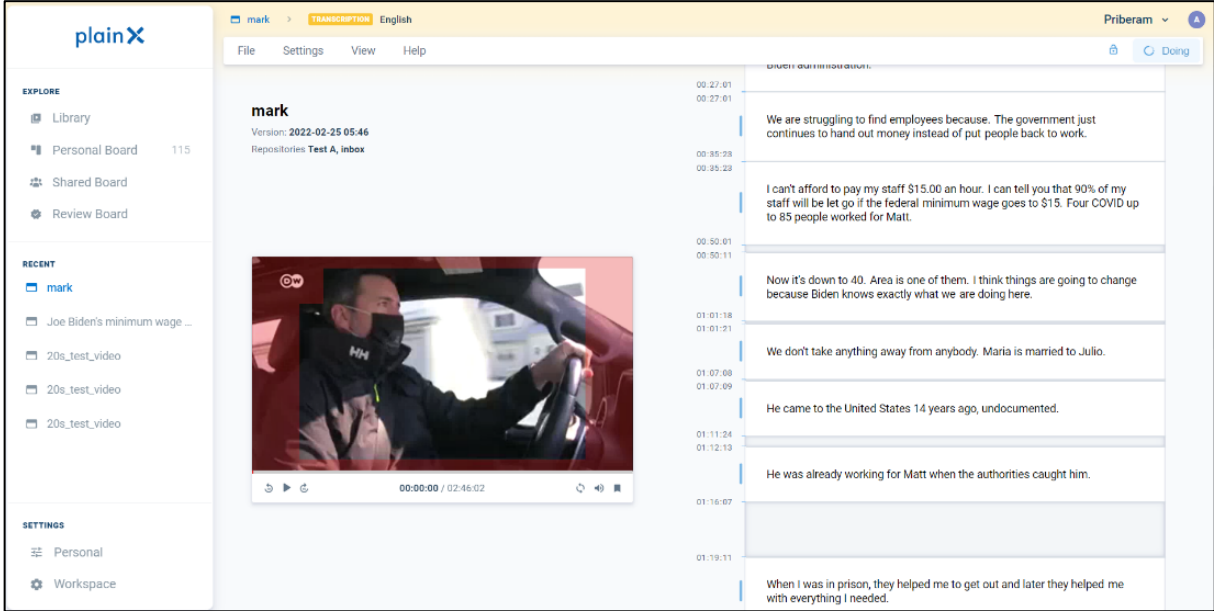 plain X
EXPLORE
Library
Personal Board 115
Shared Board
Review Board
RECENT
mark
Joe Biden's minimum wage ...
20s_test_video
20s_test_video
20s_test_video
SETTINGS
Personal
Workspace
mark > TRANSCRIPTION English
Priberam
A
File Settings View Help
Doing
mark
Version: 2022-02-25 05:46
Repositories Test A, inbox
DW
HH
00:00:00 / 02:46:02
Biden administration.
00:27:01
00:27:01
We are struggling to find employees because. The government just
continues to hand out money instead of put people back to work.
00:35:23
00:35:23
I can't afford to pay my staff $15.00 an hour. I can tell you that 90% of my
staff will be let go if the federal minimum wage goes to $15. Four COVID up
to 85 people worked for Matt.
00:50:01
00:50:11
Now it's down to 40. Area is one of them. I think things are going to change
because Biden knows exactly what we are doing here.
01:01:18
01:01:21
We don't take anything away from anybody. Maria is married to Julio.
01:07:08
01:07:09
He came to the United States 14 years ago, undocumented.
01:11:24
01:12:13
He was already working for Matt when the authorities caught him.
01:16:07
01:19:11
When I was in prison, they helped me to get out and later they helped me
with everything I needed.